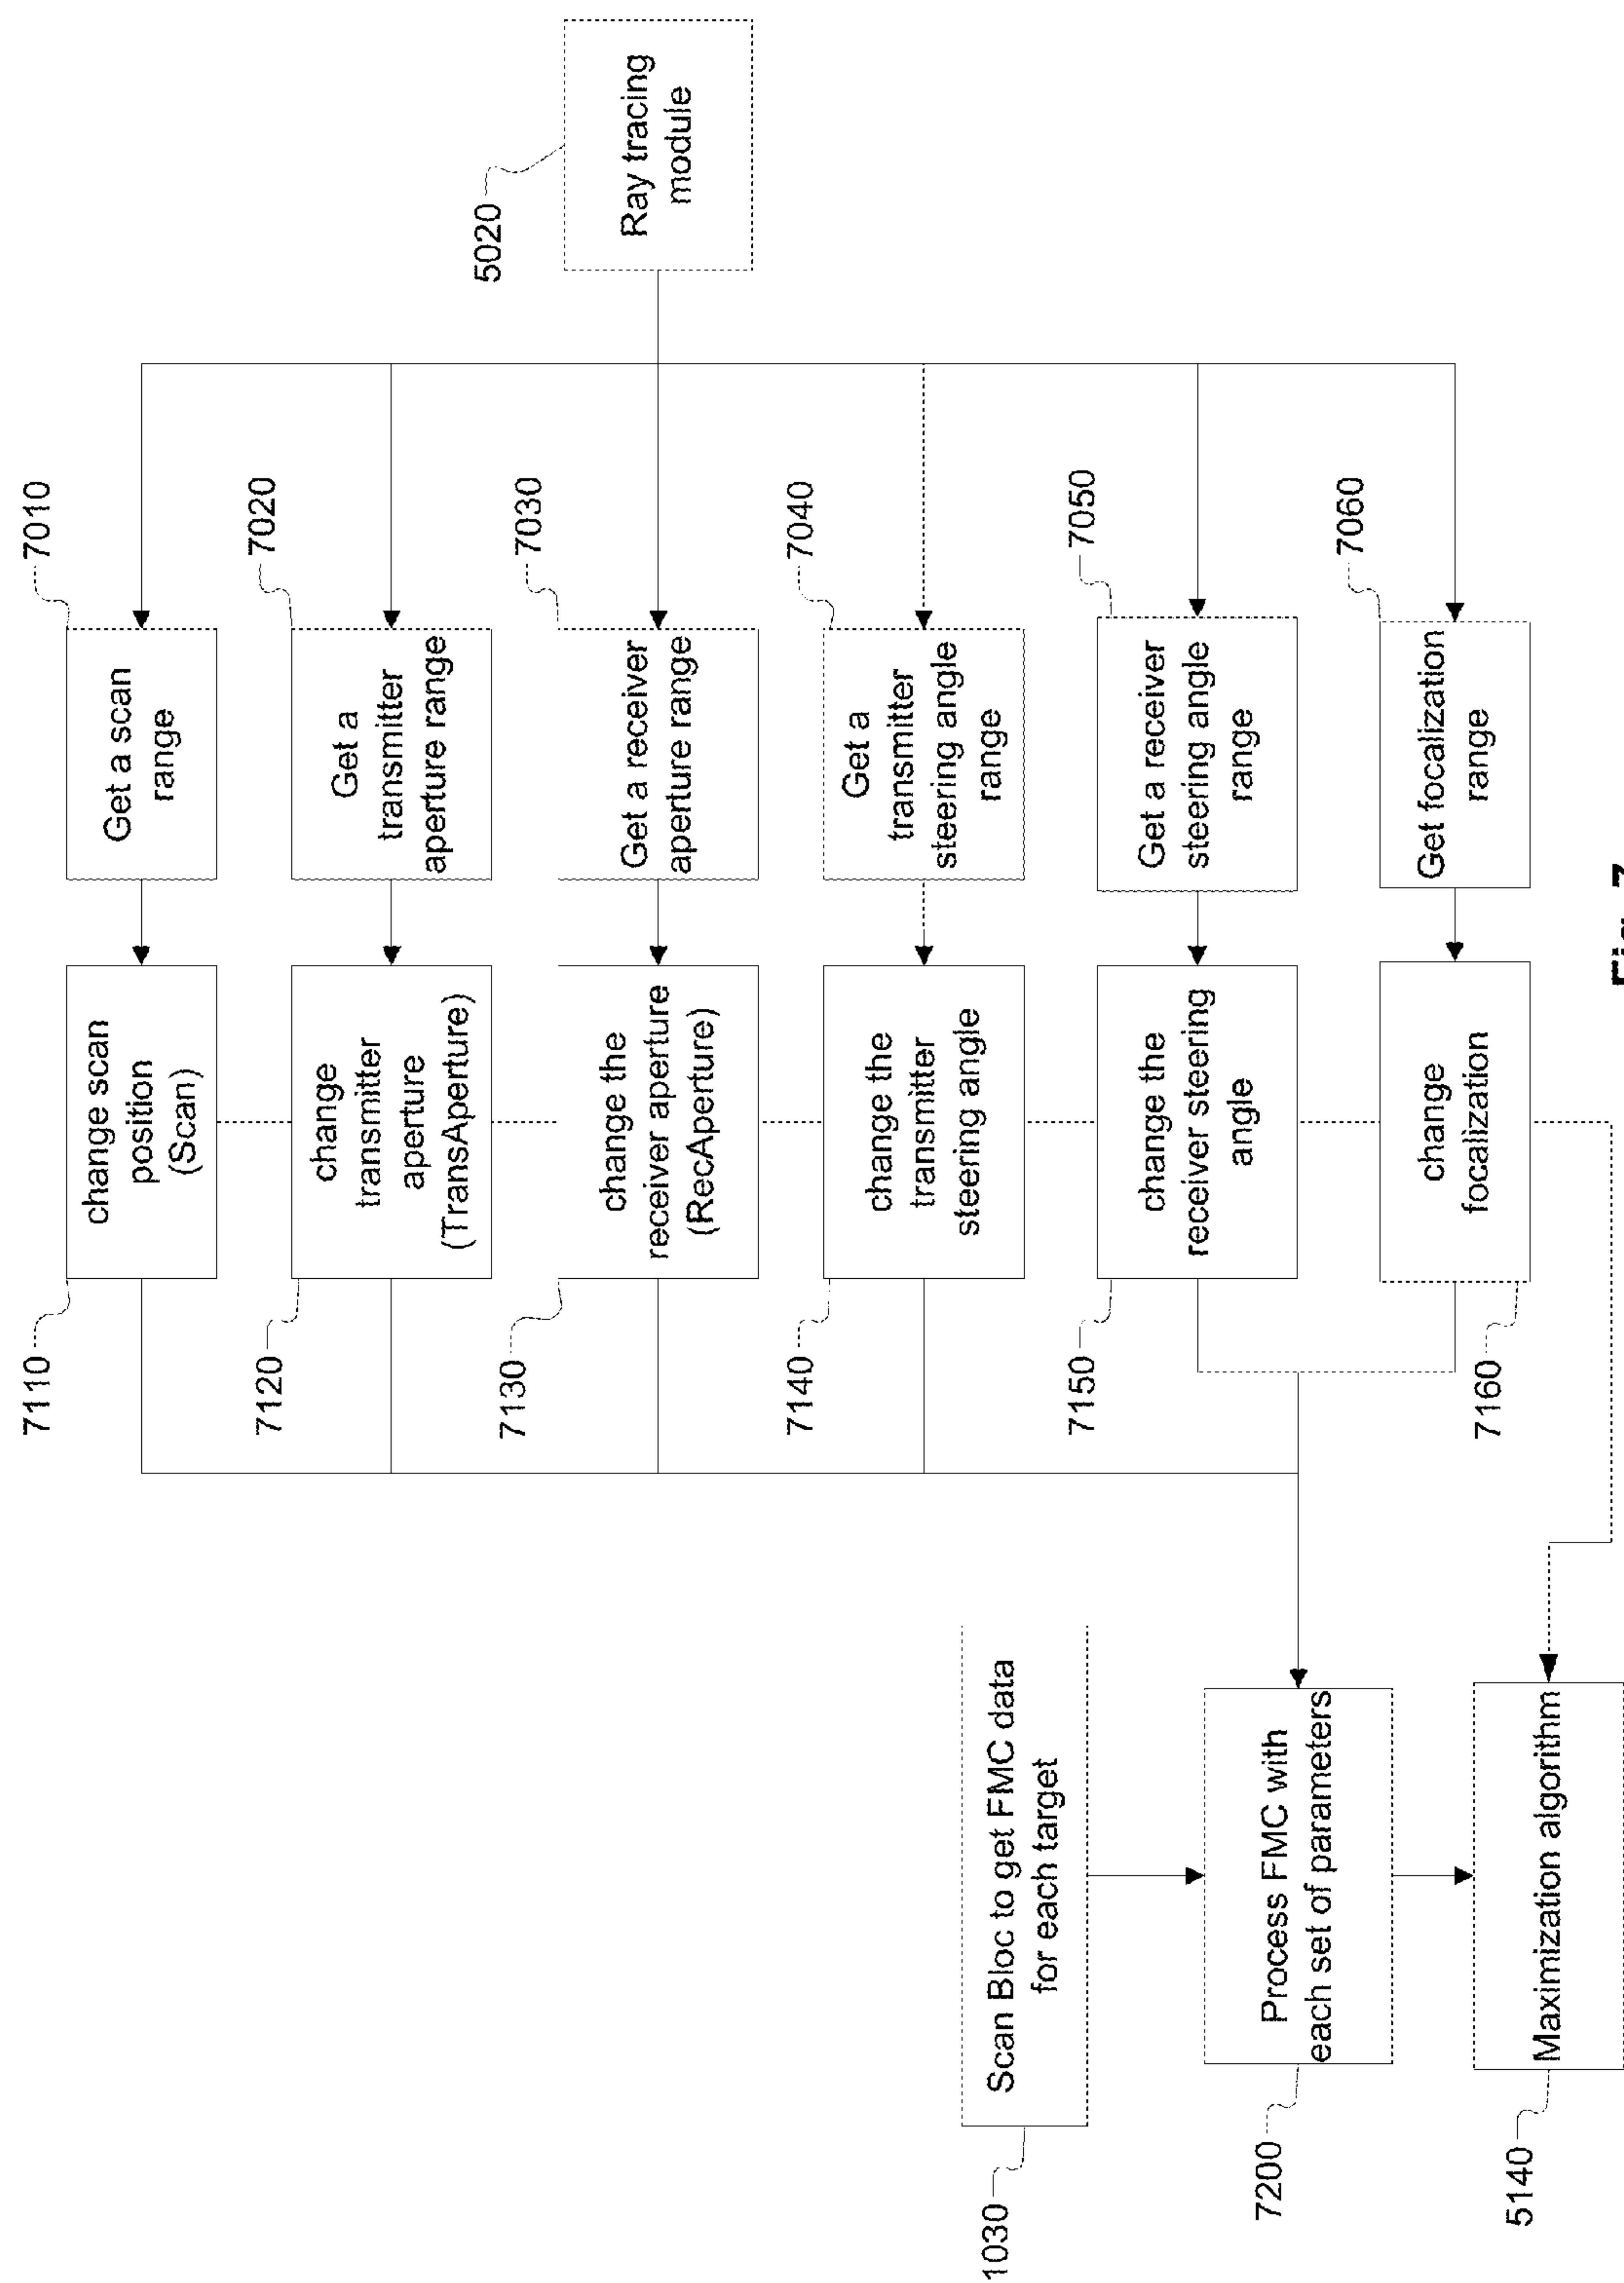 5020
Ray tracing
module
7010
Get a scan
range
7020
Get a
transmitter
aperture range
7030
Get a receiver
aperture range
7040
Get a
transmitter
steering angle
range
7050
Get a receiver
steering angle
range
7060
Get focalization
range
7110
change scan
position
(Scan)
7120
change
transmitter
aperture
(TransAperture)
7130
change the
receiver aperture
(RecAperture)
7140
change the
transmitter
steering angle
7150
change the
receiver steering
angle
7160
change
focalization
1030
Scan Bloc to get FMC data
for each target
7200
Process FMC with
each set of parameters
5140
Maximization algorithm